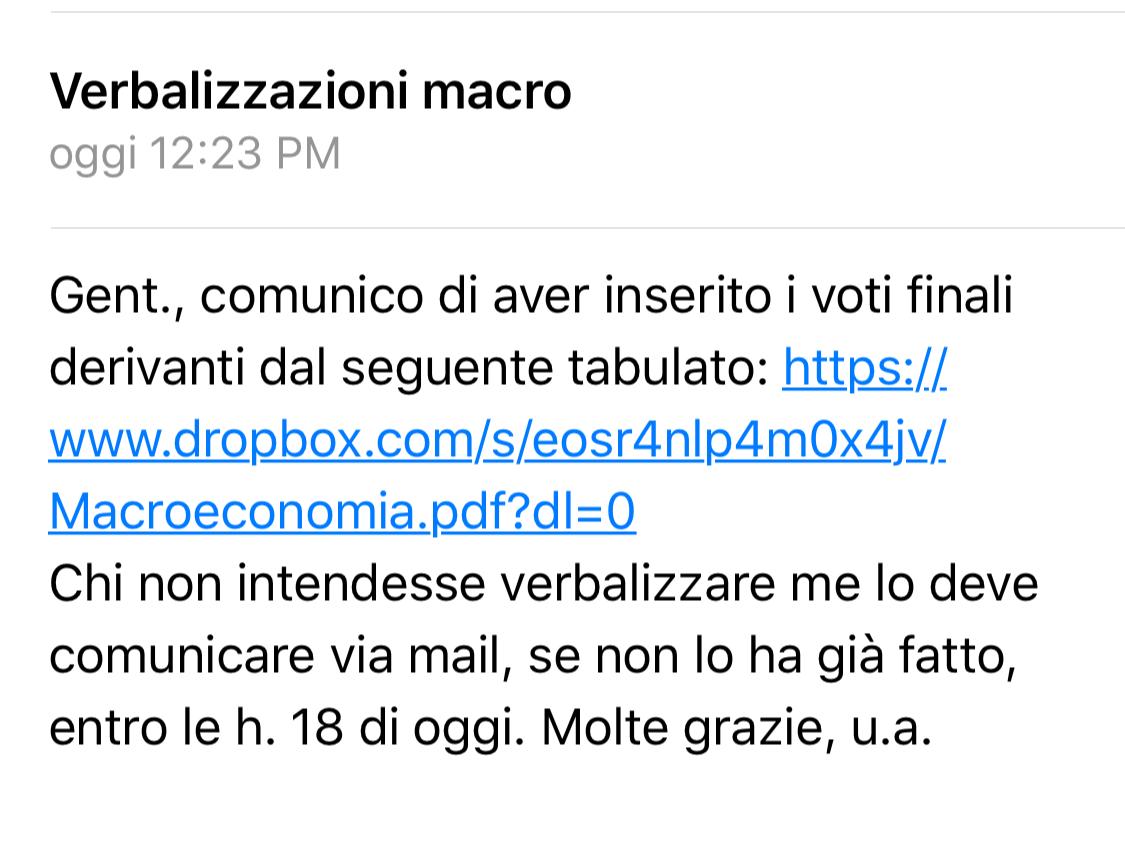 Verbalizzazioni macro
oggi 12:23 PM
Gent., comunico di aver inserito i voti finali
derivanti dal seguente tabulato: https://
www.dropbox.com/s/eosr4nlp4m0x4jv/
Macroeconomia.pdf?dl=0
Chi non intendesse verbalizzare me lo deve
comunicare via mail, se non lo ha già fatto,
entro le h. 18 di oggi. Molte grazie, u.a.